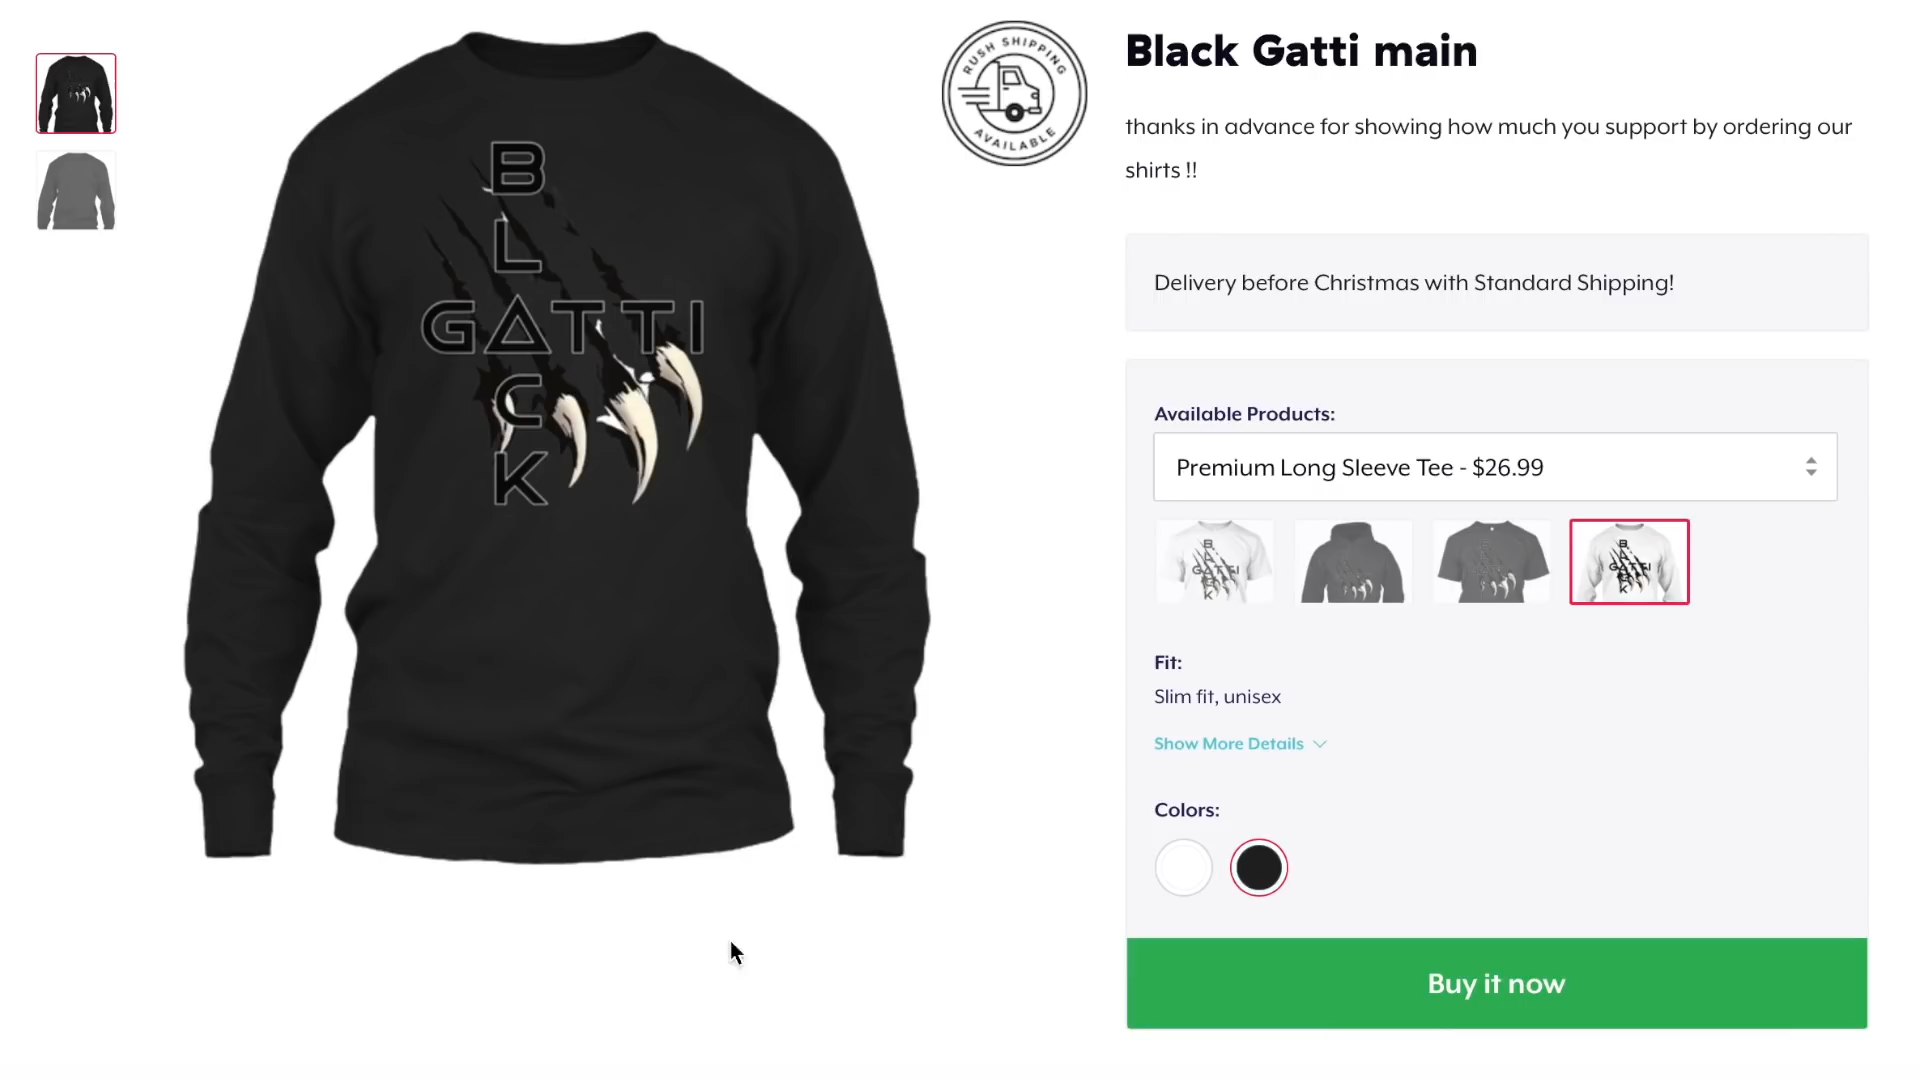 B
L
GATTI
C
K
RUSH SHIPPING
AVAILABLE
Black Gatti main
thanks in advance for showing how much you support by ordering our
shirts !!
Delivery before Christmas with Standard Shipping!
Available Products:
Premium Long Sleeve Tee - $26.99
B
L
GATTI
C
K
B
L
GATTI
C
K
Fit:
Slim fit, unisex
Show More Details
Colors:
Buy it now